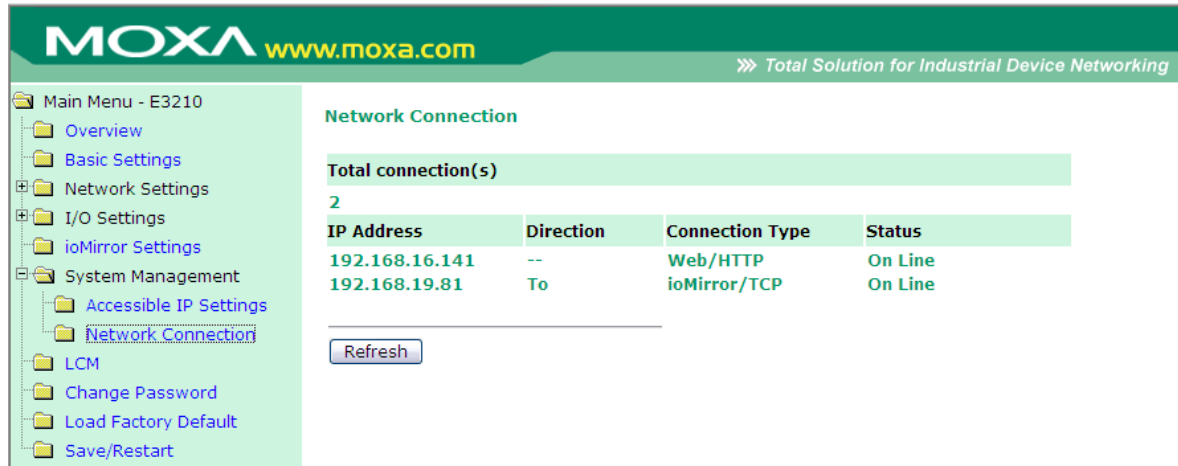 MOXA www.moxa.com
Total Solution for Industrial Device Networking
Main Menu - E3210
Overview
Basic Settings
Network Settings
I/O Settings
ioMirror Settings
System Management
Accessible IP Settings
Network Connection
LCM
Change Password
Load Factory Default
Save/Restart
Network Connection
Total connection(s)
2
IP Address Direction Connection Type Status
192.168.16.141 -- Web/HTTP On Line
192.168.19.81 To ioMirror/TCP On Line
Refresh